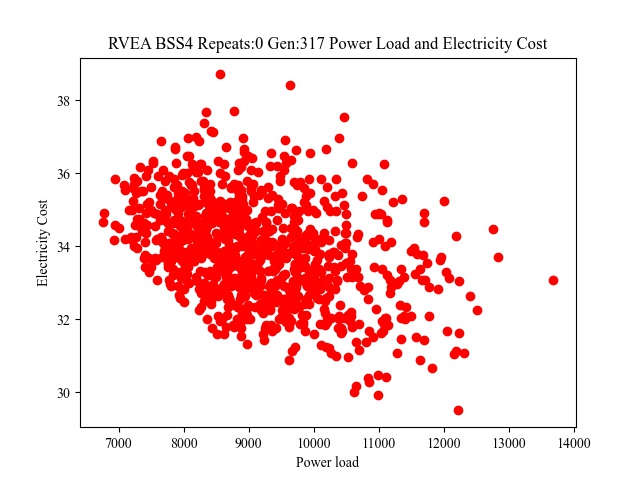 RVEA BSS4 Repeats:0 Gen:317 Power Load and Electricity Cost
38
36
34
32
30
Electricity Cost
7000 8000 9000 10000 11000 12000 13000 14000
Power load